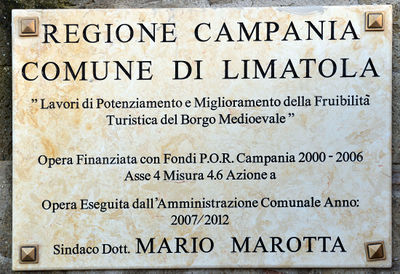 REGIONE CAMPANIA
COMUNE DI LIMATOLA
" Lavori di Potenziamento e Miglioramento della Fruibilità
Turistica del Borgo Medioevale "
Opera Finanziata con Fondi P.O.R. Campania 2000 - 2006
Asse 4 Misura 4.6 Azione a
Opera Eseguita dall'Amministrazione Comunale Anno:
2007/2012
Sindaco Dott. MARIO MAROTTA